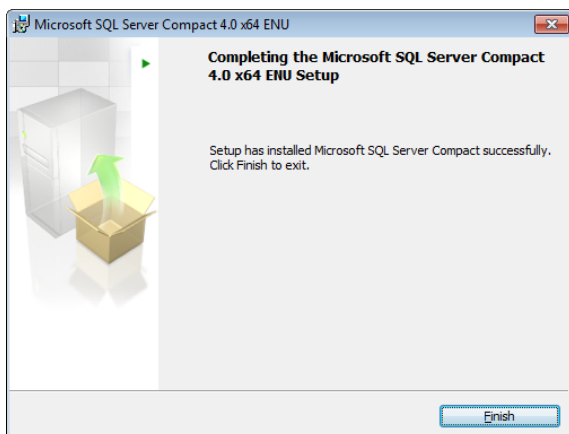 Microsoft SQL Server Compact 4.0 x64 ENU
Completing the Microsoft SQL Server Compact
4.0 x64 ENU Setup
Setup has installed Microsoft SQL Server Compact successfully.
Click Finish to exit.
Finish